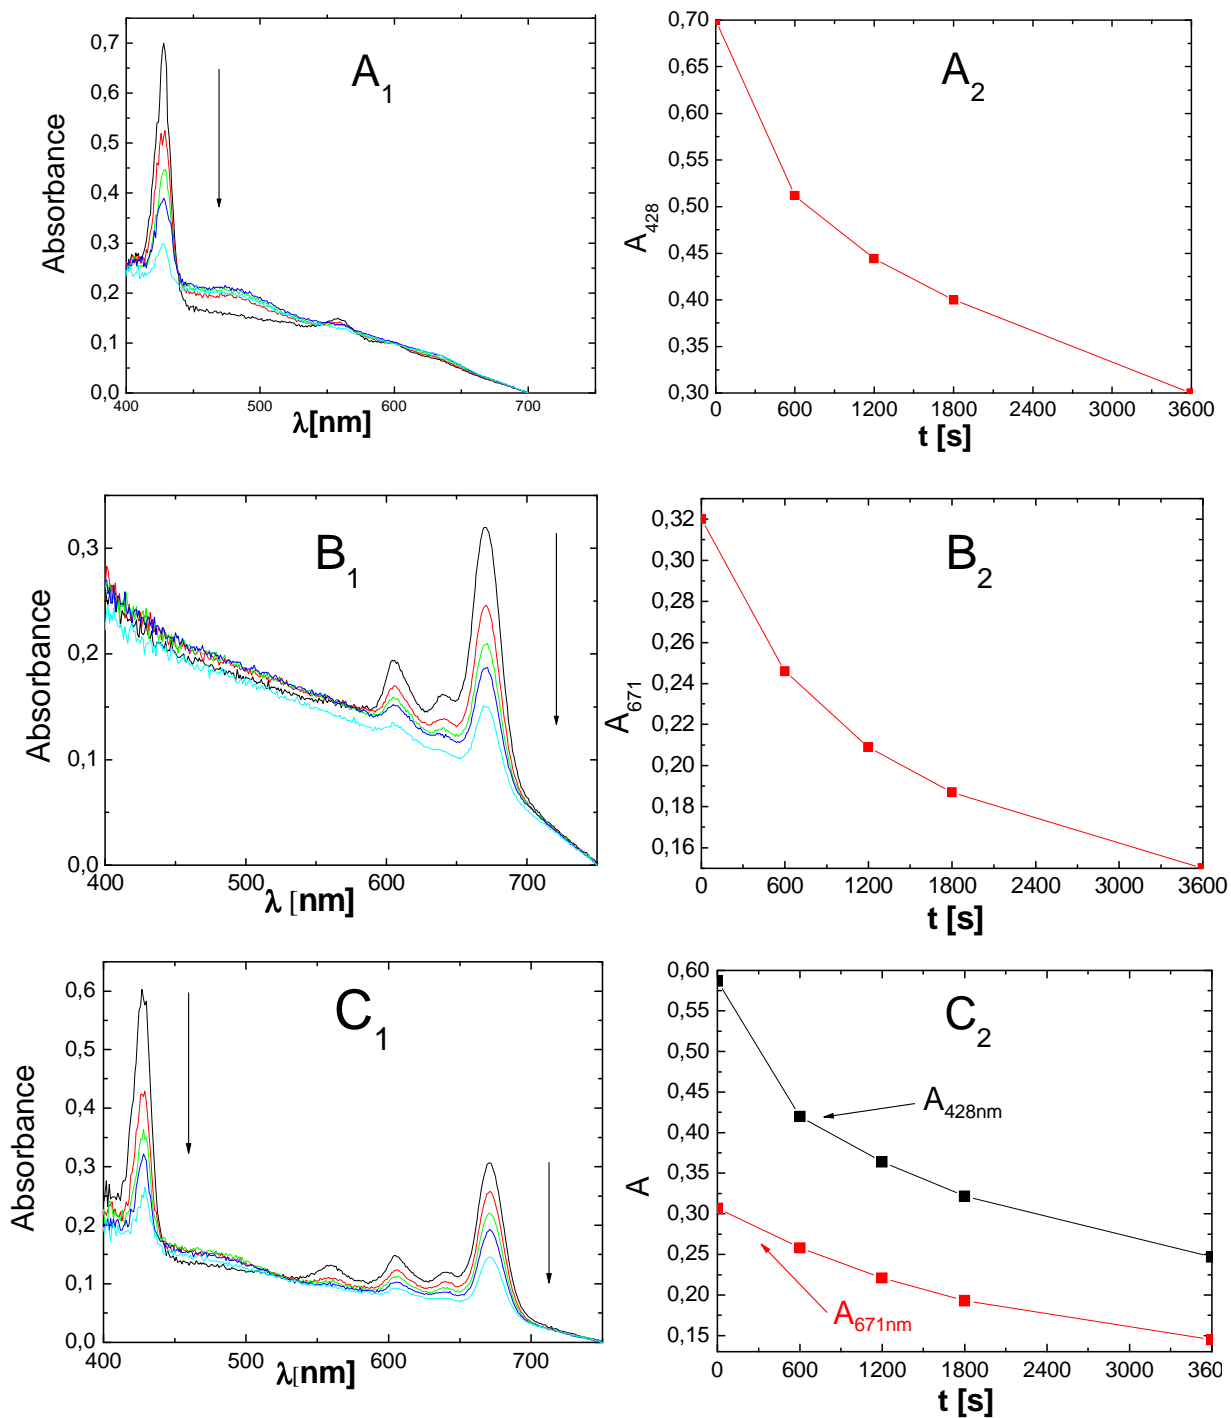 A1
Absorbance
0,7
0,6
0,5
0,4
0,3
0,2
0,1
0,0
400 500 600 700
λ[nm]
A2
A428
0,70
0,65
0,60
0,55
0,50
0,45
0,40
0,35
0,30
0 600 1200 1800 2400 3000 3600
t [s]
B1
Absorbance
0,3
0,2
0,1
0,0
400 500 600 700
λ [nm]
B2
A671
0,32
0,30
0,28
0,26
0,24
0,22
0,20
0,18
0,16
0 600 1200 1800 2400 3000 3600
t [s]
C1
Absorbance
0,6
0,5
0,4
0,3
0,2
0,1
0,0
400 500 600 700
λ[nm]
C2
A
0,60
0,55
0,50
0,45
0,40
0,35
0,30
0,25
0,20
0,15
A428nm
A671nm
0 600 1200 1800 2400 3000 360
t [s]